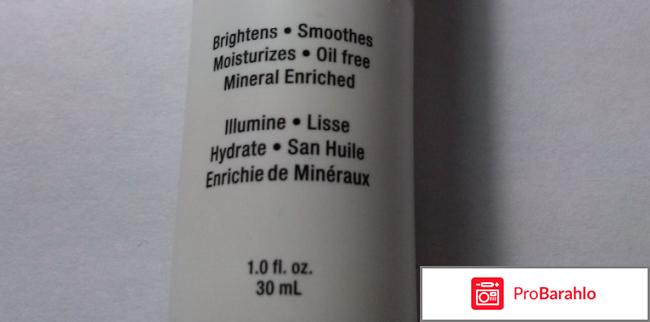 Brightens • Smoothes
Moisturizes • Oil free
Mineral Enriched
Illumine • Lisse
Hydrate • San Huile
Enrichie de Minéraux
1.0 fl. oz.
30 mL
ProBarahlo